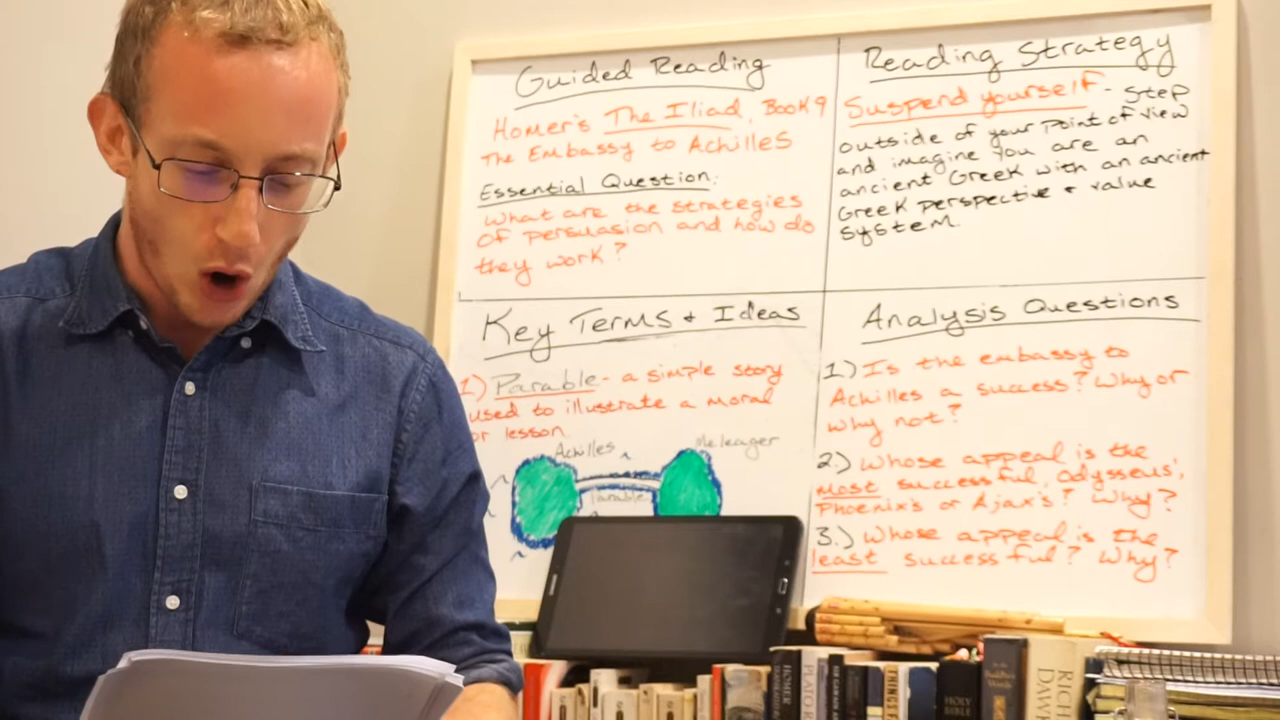 Guided Reading
Homer's The Iliad, Book 9
The Embassy to Achilles
Essential Question:
What are the strategies
of persuasion and how do
they work?
Reading Strategy
Suspend yourself - Step
outside of your point of view
and imagine you are an
ancient Greek with an ancient
Greek perspective + value
system.
Key Terms + Ideas
1) Parable - a simple story
used to illustrate a moral
or lesson
Achilles
Meleager
Parable
Analysis Questions
1) Is the embassy to
Achilles a success? Why or
why not?
2.) Whose appeal is the
most successful, Odysseus',
Phoenix's or Ajax's? Why?
3.) Whose appeal is the
least successful? Why?
SAMSUNG
HOMER
PLATO
THINGS
HOLY
BIBLE
RICH
DAW